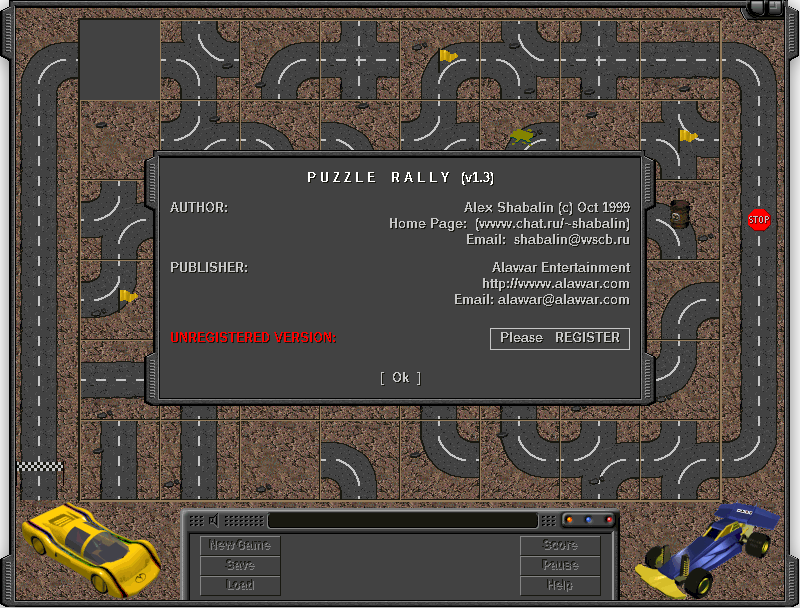 PUZZLE RALLY (v1.3)
AUTHOR: Alex Shabalin (c) Oct 1999
Home Page: (www.chat.ru/~shabalin)
Email: shabalin@wscb.ru
PUBLISHER: Alawar Entertainment
http://www.alawar.com
Email: alawar@alawar.com
STOP
UNREGISTERED VERSION: Please REGISTER
[ Ok ]
New Game
Save
Load
Score
Pause
Help